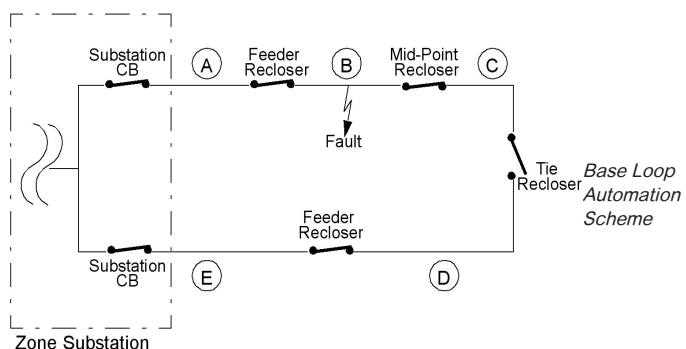 Substation
CB
A
Feeder
Recloser
B
Mid-Point
Recloser
C
Fault
Tie
Recloser
Base Loop
Automation
Scheme
Feeder
Recloser
Substation
CB
E
D
Zone Substation